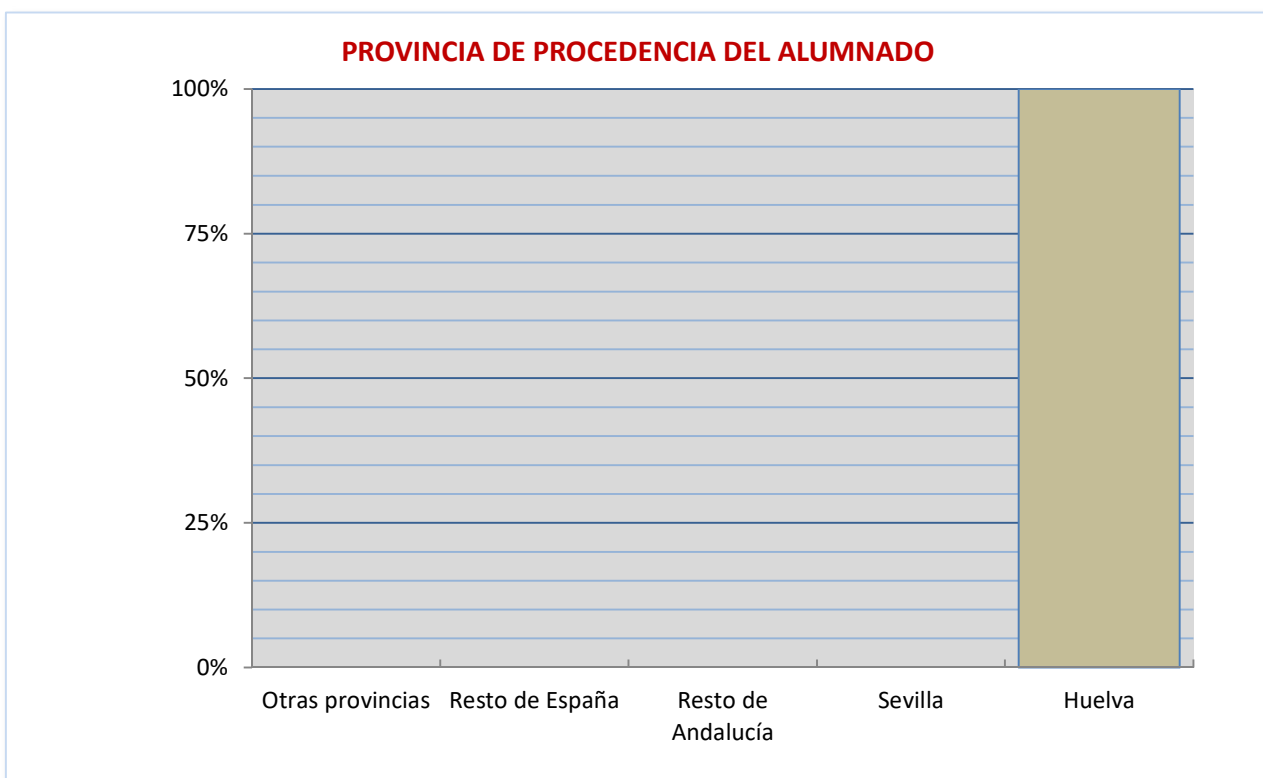 PROVINCIA DE PROCEDENCIA DEL ALUMNADO
100%
75%
50%
25%
0%
Otras provincias
Resto de España
Resto de
Andalucía
Sevilla
Huelva